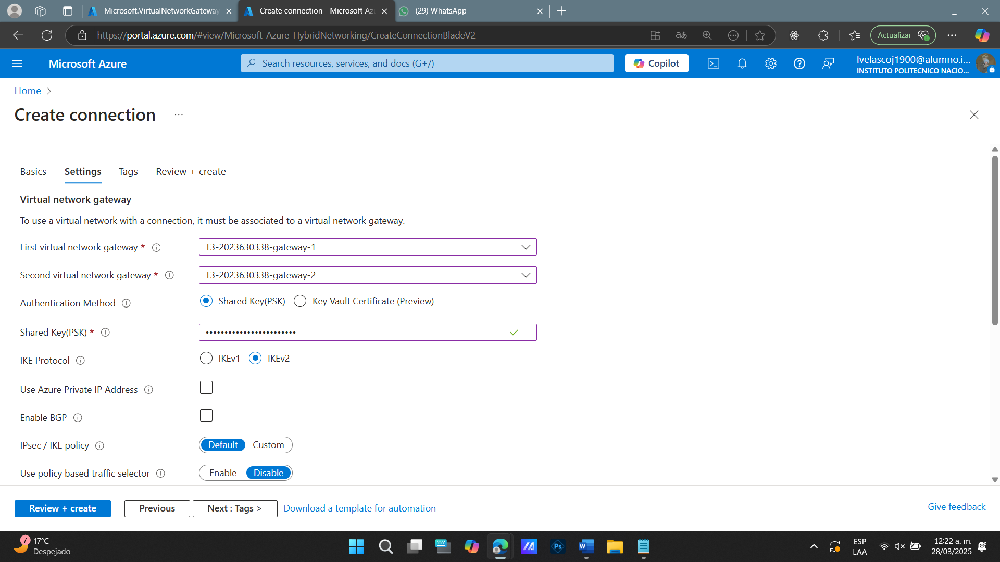 Microsoft.VirtualNetworkGateway
Create connection - Microsoft Az
(29) WhatsApp
https://portal.azure.com/#view/Microsoft_Azure_HybridNetworking/CreateConnectionBladeV2
Actualizar
Microsoft Azure
Search resources, services, and docs (G+/)
Copilot
lvelascoj1900@alumno.i...
INSTITUTO POLITECNICO NACIO...
Home
Create connection
Basics
Settings
Tags
Review + create
Virtual network gateway
To use a virtual network with a connection, it must be associated to a virtual network gateway.
First virtual network gateway *
T3-2023630338-gateway-1
Second virtual network gateway *
T3-2023630338-gateway-2
Authentication Method
Shared Key(PSK)
Key Vault Certificate (Preview)
Shared Key(PSK) *
••••••••••••••••••••••••
IKE Protocol
IKEv1
IKEv2
Use Azure Private IP Address
Enable BGP
IPsec / IKE policy
Default
Custom
Use policy based traffic selector
Enable
Disable
Review + create
Previous
Next : Tags >
Download a template for automation
Give feedback
7
17°C
Despejado
Ps
W
ESP
LAA
12:22 a. m.
28/03/2025